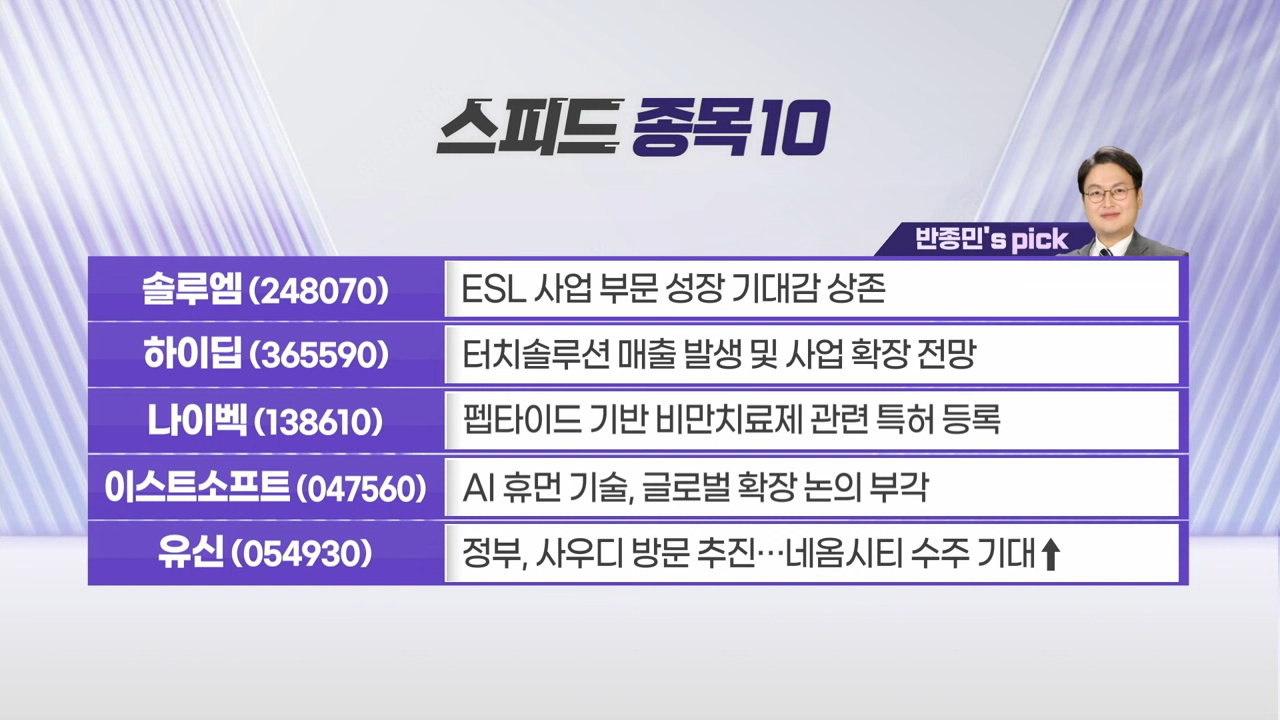 스피드 종목10
반종민's pick
솔루엠 (248070) ESL 사업 부문 성장 기대감 상존
하이딥 (365590) 터치솔루션 매출 발생 및 사업 확장 전망
나이벡 (138610) 펩타이드 기반 비만치료제 관련 특허 등록
이스트소프트 (047560) AI 휴먼 기술, 글로벌 확장 논의 부각
유신 (054930) 정부, 사우디 방문 추진…네옴시티 수주 기대⬆